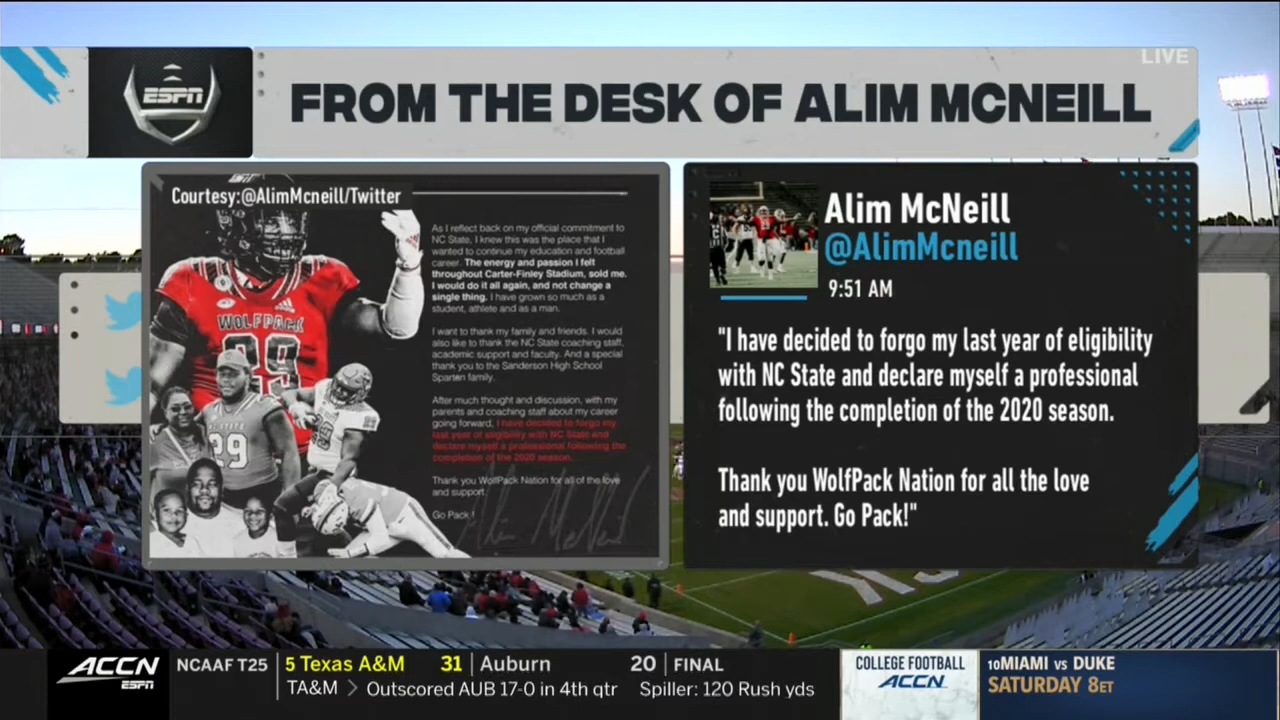 LIVE
ESPN
FROM THE DESK OF ALIM MCNEILL
Courtesy:@AlimMcneill/Twitter
WOLFPACK
29
NC STATE
29
As I reflect back on my official commitment to
NC State, I knew this was the place that I
wanted to continue my education and football
career. The energy and passion I felt
throughout Carter-Finley Stadium, sold me.
I would do it all again, and not change a
single thing. I have grown so much as a
student, athlete and as a man.
I want to thank my family and friends. I would
also like to thank the NC State coaching staff,
academic support and faculty. And a special
thank you to the Sanderson High School
Spartan family.
After much thought and discussion, with my
parents and coaching staff about my career
going forward, I have decided to forgo my
last year of eligibility with NC State and
declare myself a professional following the
completion of the 2020 season.
Thank you WolfPack Nation for all of the love
and support.
Go Pack!
Alim McNeill
@AlimMcneill
9:51 AM
"I have decided to forgo my last year of eligibility
with NC State and declare myself a professional
following the completion of the 2020 season.
Thank you WolfPack Nation for all the love
and support. Go Pack!"
ACCN
ESPN
NCAAF T25
5 Texas A&M 31 Auburn 20 FINAL
TA&M > Outscored AUB 17-0 in 4th qtr Spiller: 120 Rush yds
COLLEGE FOOTBALL
ACCN
10MIAMI vs DUKE
SATURDAY 8ET